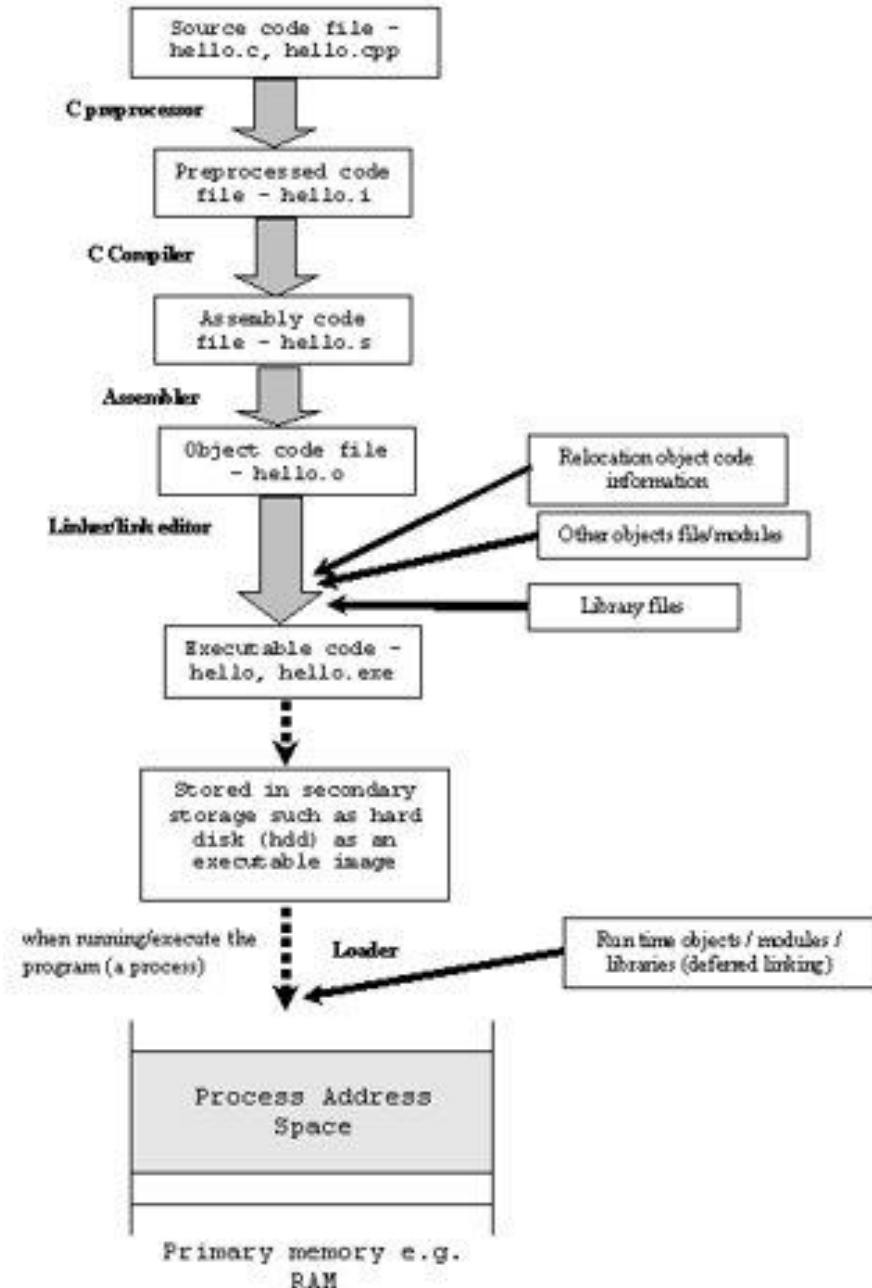 Source code file -
hello.c, hello.cpp
C preprocessor
Preprocessed code
file - hello.i
C Compiler
Assembly code
file - hello.s
Assembler
Object code file
- hello.o
Relocation object code
information
Linker/link editor
Other objects file/modules
Library files
Executable code -
hello, hello.exe
Stored in secondary
storage such as hard
disk (hdd) as an
executable image
when running/execute the
program (a process)
Loader
Run time objects / modules /
libraries (deferred linking)
Process Address
Space
Primary memory e.g.
RAM